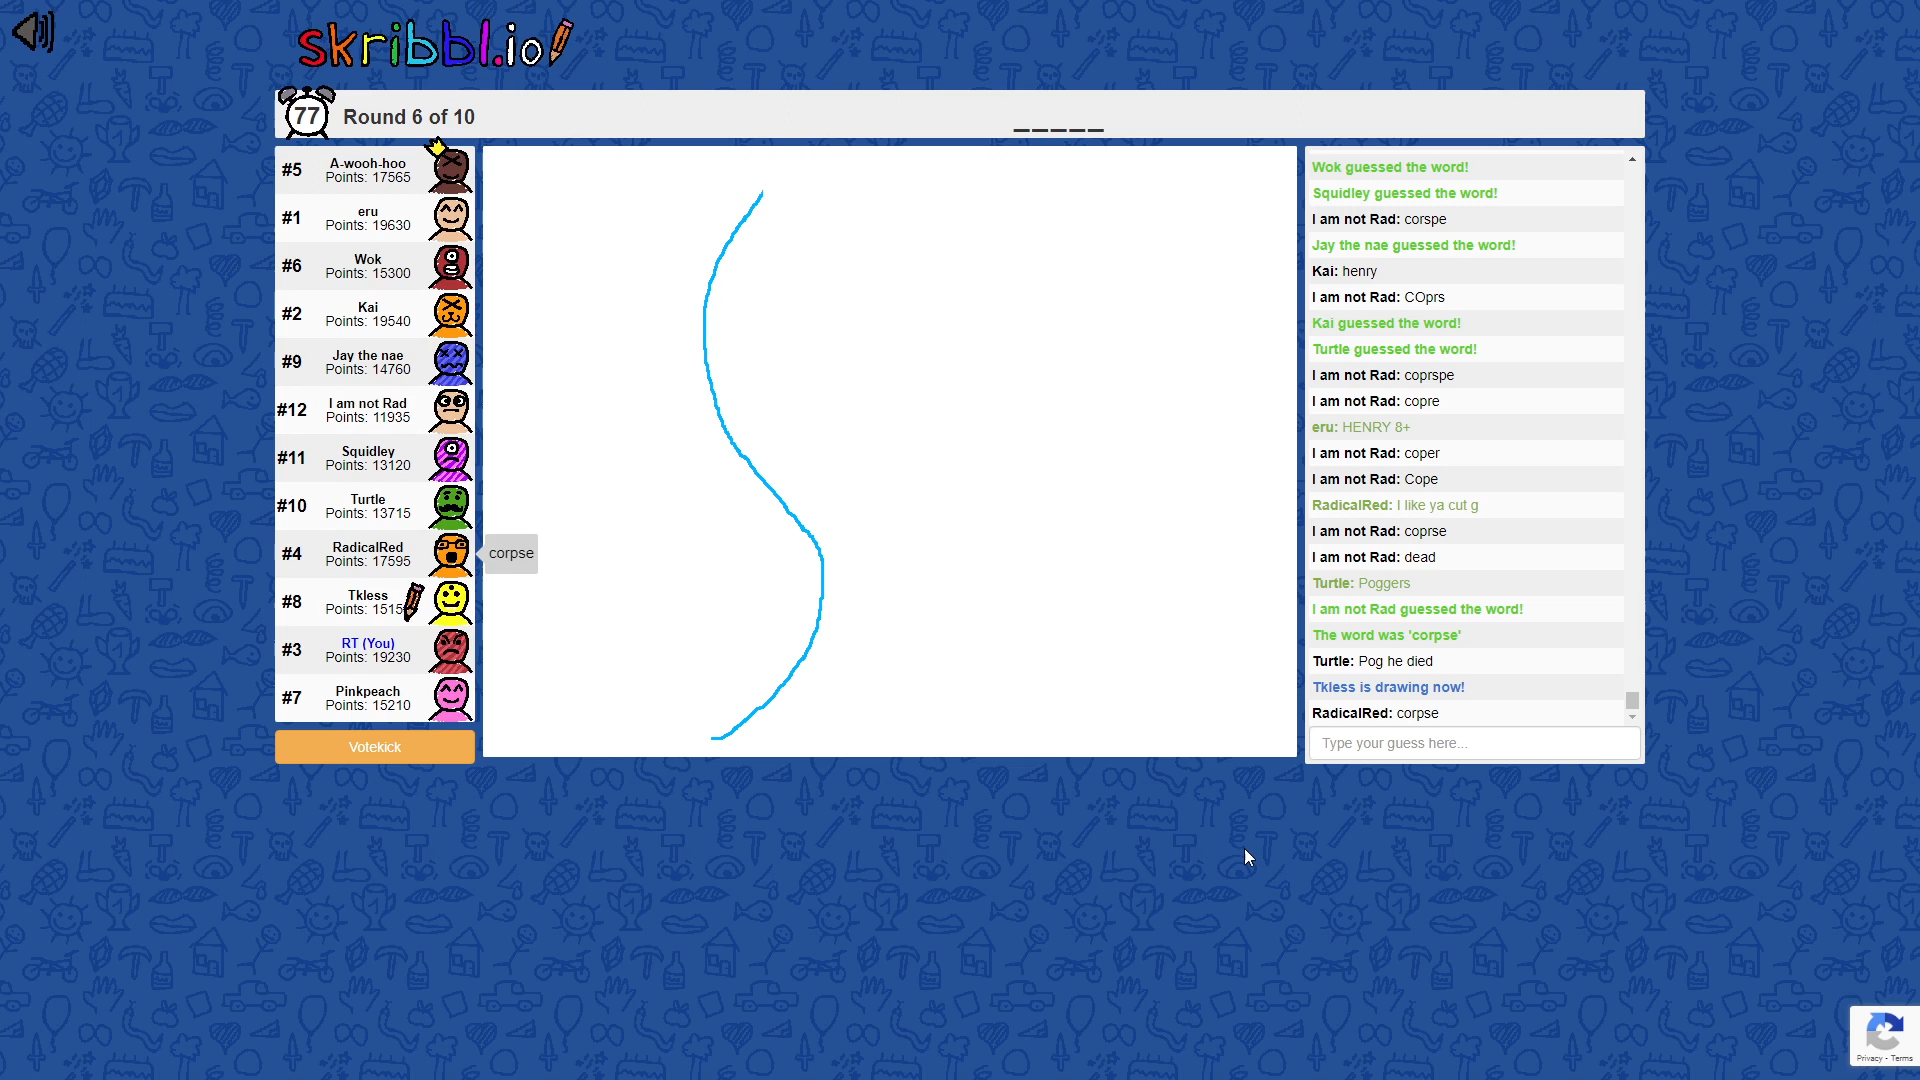 skribbl.io
77
Round 6 of 10
_ _ _ _ _
#5
A-wooh-hoo
Points: 17565
#1
eru
Points: 19630
#6
Wok
Points: 15300
#2
Kai
Points: 19540
#9
Jay the nae
Points: 14760
#12
I am not Rad
Points: 11935
#11
Squidley
Points: 13120
#10
Turtle
Points: 13715
#4
RadicalRed
Points: 17595
corpse
#8
Tkless
Points: 1515
#3
RT (You)
Points: 19230
#7
Pinkpeach
Points: 15210
Votekick
Wok guessed the word!
Squidley guessed the word!
I am not Rad: corspe
Jay the nae guessed the word!
Kai: henry
I am not Rad: COprs
Kai guessed the word!
Turtle guessed the word!
I am not Rad: coprspe
I am not Rad: copre
eru: HENRY 8+
I am not Rad: coper
I am not Rad: Cope
RadicalRed: I like ya cut g
I am not Rad: coprse
I am not Rad: dead
Turtle: Poggers
I am not Rad guessed the word!
The word was 'corpse'
Turtle: Pog he died
Tkless is drawing now!
RadicalRed: corpse
Type your guess here...
Privacy - Terms